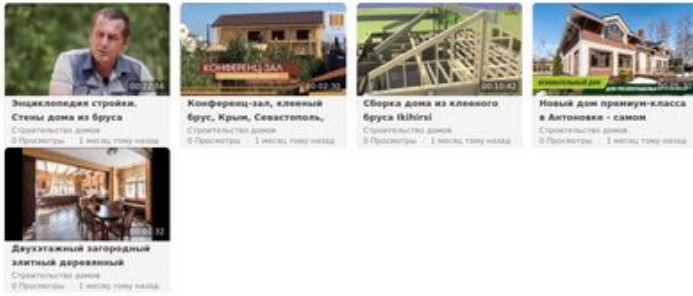 00:22:56
Энциклопедия стройки.
Стены дома из бруса
Строительство домов
0 Просмотры | 1 месяц тому назад
КОНФЕРЕНЦ-ЗАЛ
00:02:30
Конференц-зал, клееный
брус, Крым, Севастополь,
Строительство домов
0 Просмотры | 1 месяц тому назад
00:10:42
Сборка дома из клееного
бруса Ikihirsi
Строительство домов
0 Просмотры | 1 месяц тому назад
Новый дом премиум-класса
в Антоновке - самом
Строительство домов
0 Просмотры | 1 месяц тому назад
Двухэтажный загородный
элитный деревянный
Строительство домов
0 Просмотры | 1 месяц тому назад